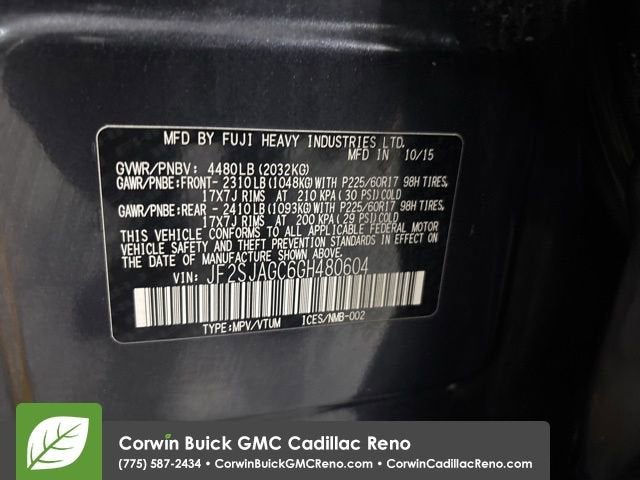 MFD BY FUJI HEAVY INDUSTRIES LTD.
MFD IN 10/15
GVWR/PNBV: 4480LB (2032KG)
GAWR/PNBE:FRONT- 2310LB (1048KG) WITH P225/60R17 98H TIRES,
17X7J RIMS AT 210 KPA ( 30 PSI) COLD
GAWR/PNBE:REAR - 2410LB (1093KG) WITH P225/60R17 98H TIRES,
17X7J RIMS AT 200 KPA ( 29 PSI) COLD
THIS VEHICLE CONFORMS TO ALL APPLICABLE FEDERAL MOTOR
VEHICLE SAFETY AND THEFT PREVENTION STANDARDS IN EFFECT ON
THE DATE OF MANUFACTURE SHOWN ABOVE.
VIN: JF2SJAGC6GH480604
TYPE:MPV/VTUM ICES/NMB-002
Corwin Buick GMC Cadillac Reno
(775) 587-2434 • CorwinBuickGMCReno.com • CorwinCadillacReno.com